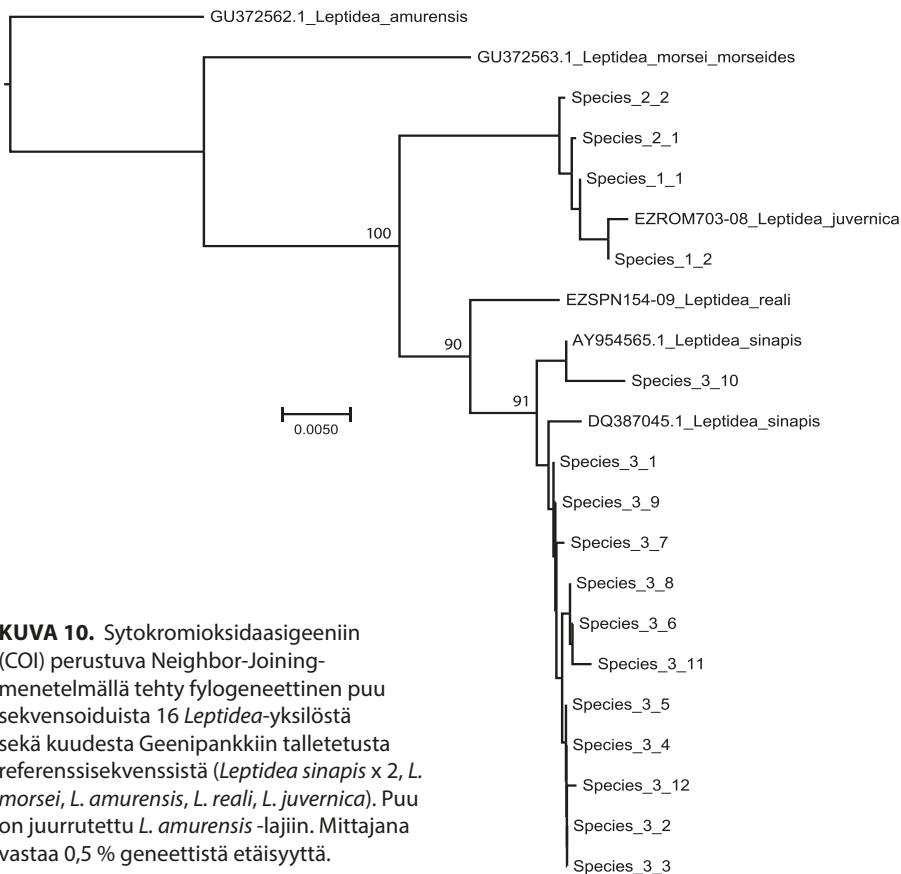 GU372562.1_Leptidea_amurensis
GU372563.1_Leptidea_morsei_morseides
Species_2_2
Species_2_1
Species_1_1
EZROM703-08_Leptidea_juvernica
100
Species_1_2
EZSPN154-09_Leptidea_reali
90
AY954565.1_Leptidea_sinapis
Species_3_10
91
DQ387045.1_Leptidea_sinapis
0.0050
Species_3_1
Species_3_9
Species_3_7
Species_3_8
Species_3_6
Species_3_11
Species_3_5
Species_3_4
Species_3_12
Species_3_2
Species_3_3
KUVA 10. Sytokromioksidaasigeeniin
(COI) perustuva Neighbor-Joining-
menetelmällä tehty fylogeneettinen puu
sekvensoiduista 16 Leptidea-yksilöstä
sekä kuudesta Geenipankkiin talletetusta
referenssisekvenssistä (Leptidea sinapis x 2, L.
morsei, L. amurensis, L. reali, L. juvernica). Puu
on juurrutettu L. amurensis -lajiin. Mittajana
vastaa 0,5 % geneettistä etäisyyttä.